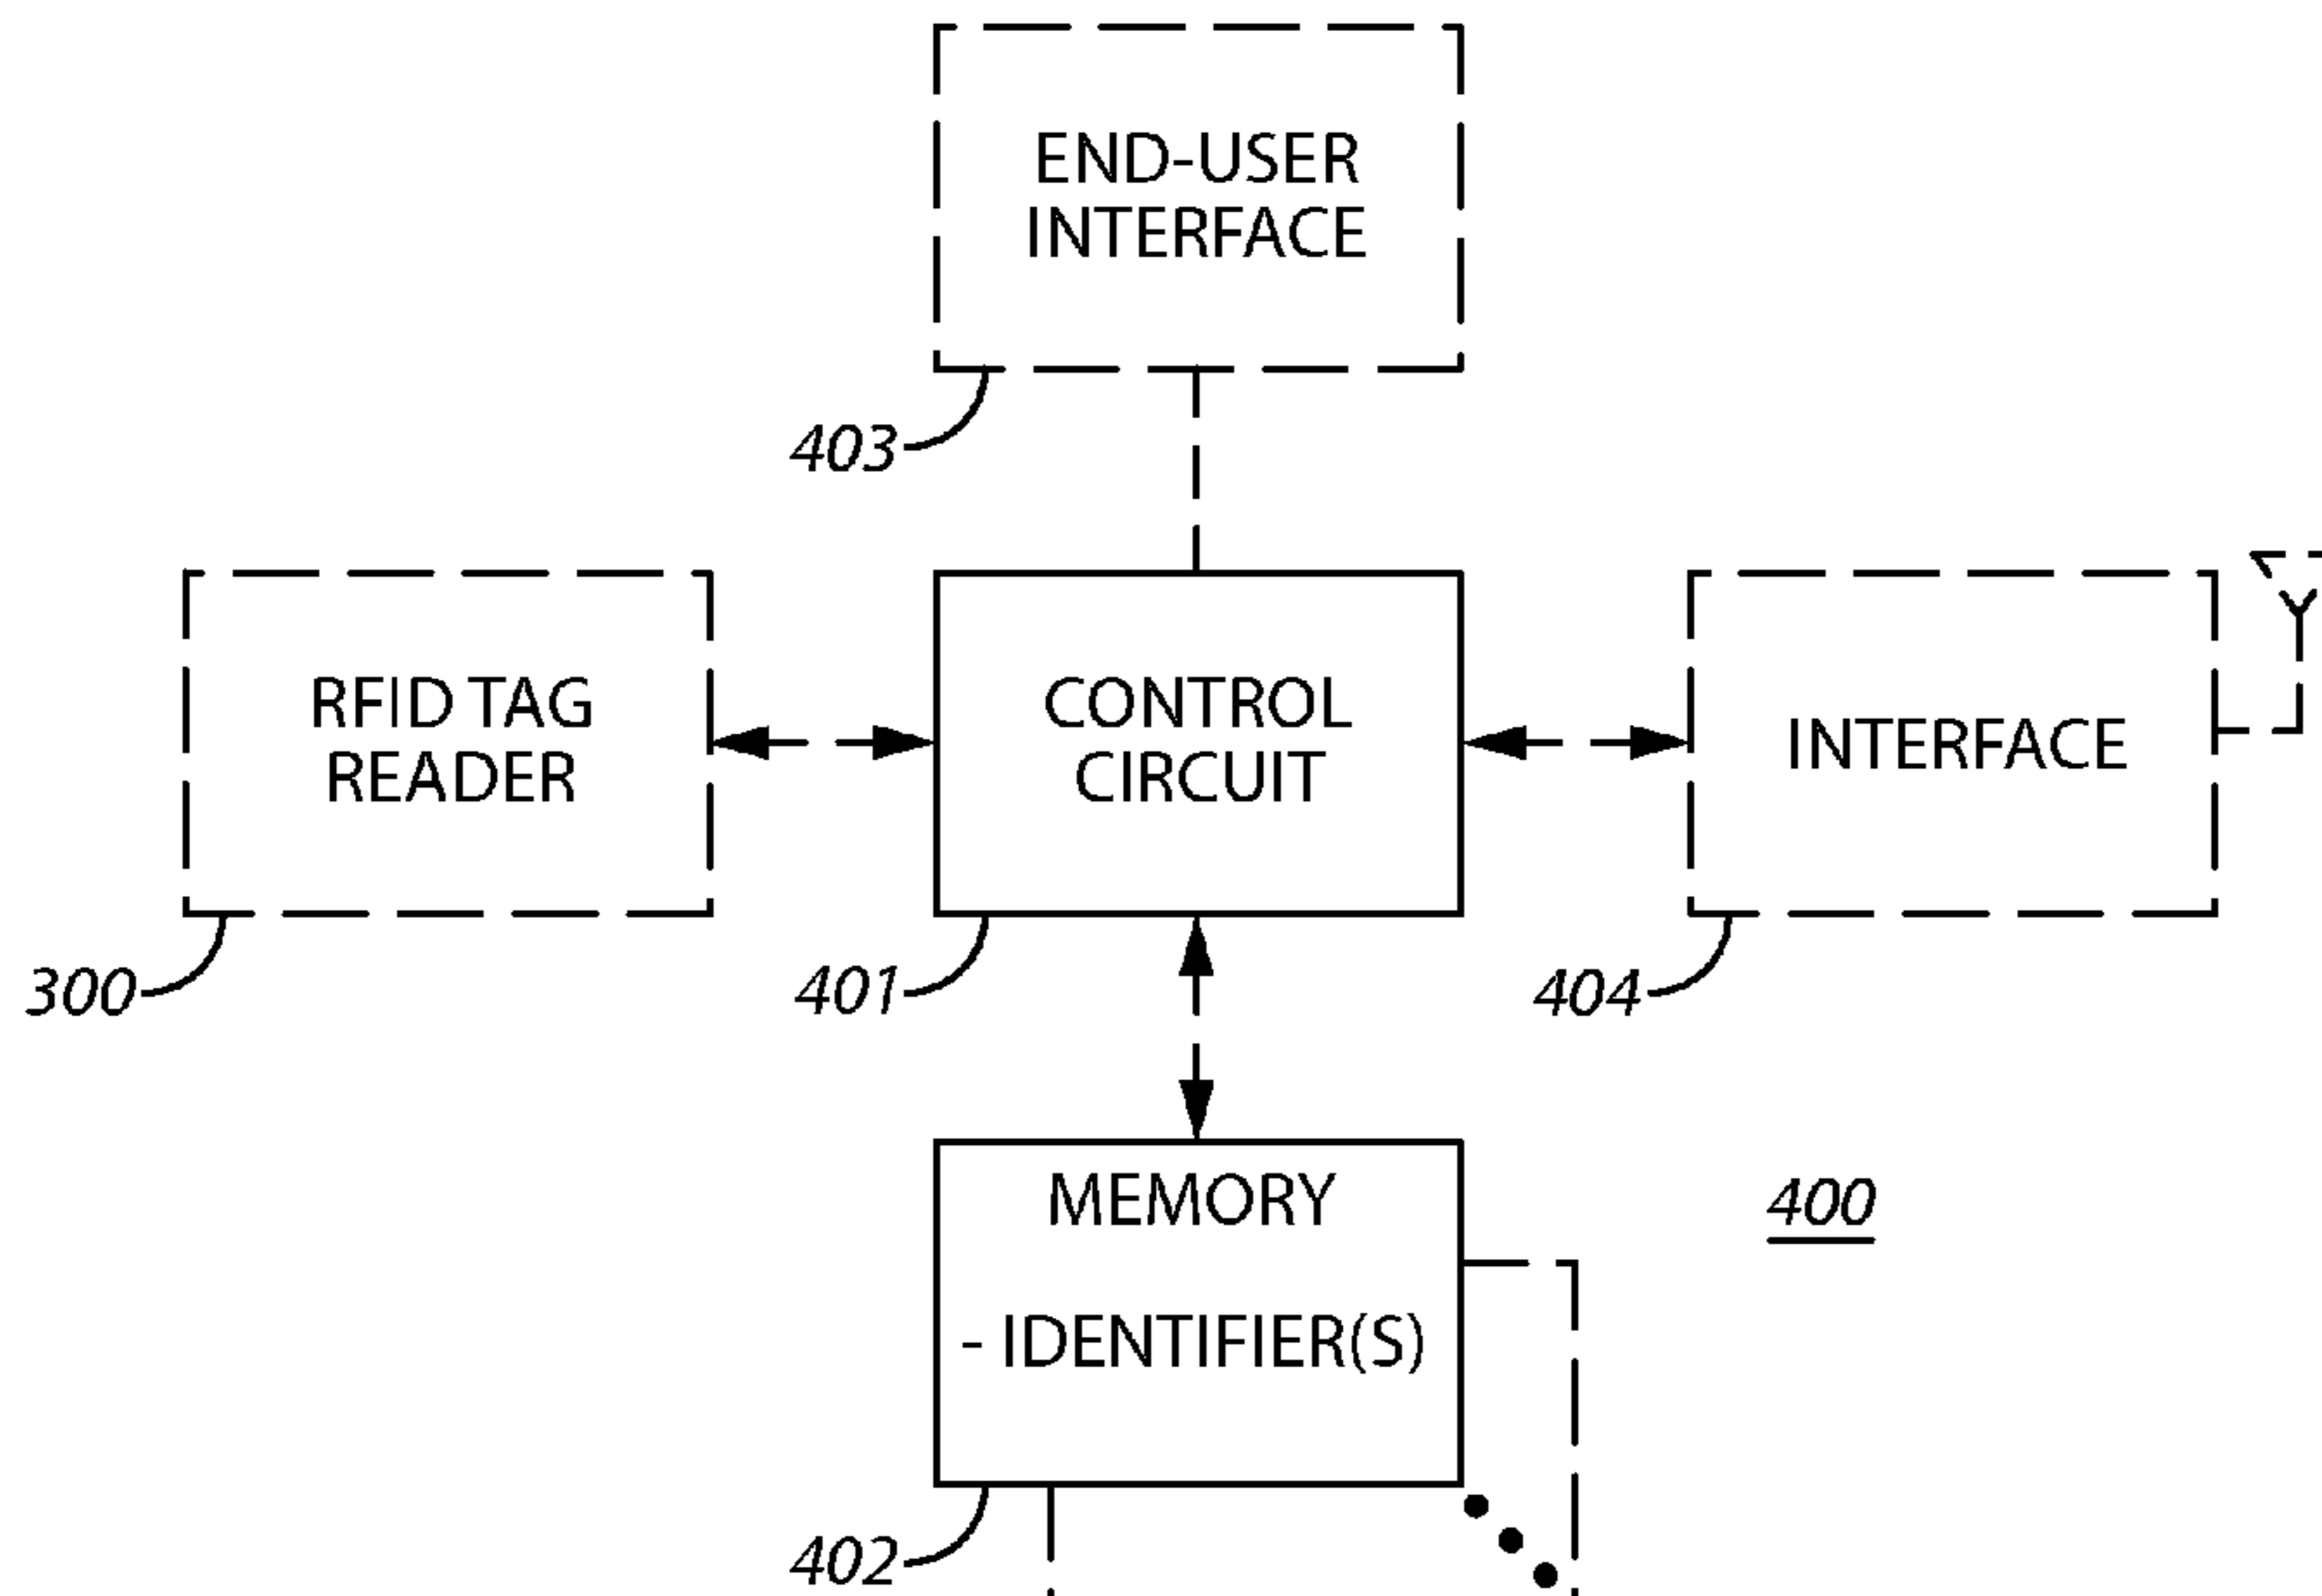 END-USER
INTERFACE
403
RFID TAG
READER
CONTROL
CIRCUIT
INTERFACE
300
401
404
MEMORY
- IDENTIFIER(S)
400
402